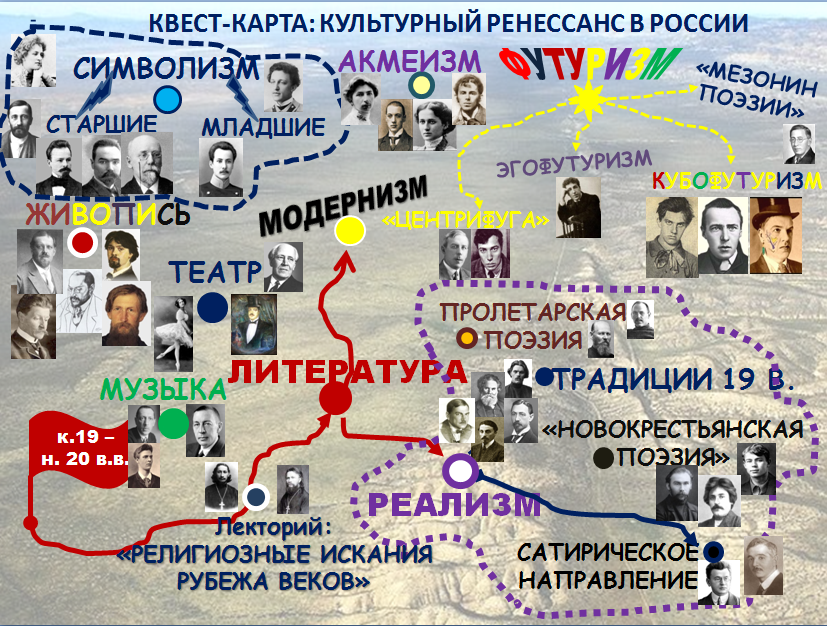 КВЕСТ-КАРТА: КУЛЬТУРНЫЙ РЕНЕССАНС В РОССИИ
СИМВОЛИЗМ
СТАРШИЕ
МЛАДШИЕ
АКМЕИЗМ
ФУТУРИЗМ
«МЕЗОНИН
ПОЭЗИИ»
ЭГОФУТУРИЗМ
КУБОФУТУРИЗМ
«ЦЕНТРИФУГА»
МОДЕРНИЗМ
ЖИВОПИСЬ
ТЕАТР
МУЗЫКА
ЛИТЕРАТУРА
ПРОЛЕТАРСКАЯ
ПОЭЗИЯ
ТРАДИЦИИ 19 В.
«НОВОКРЕСТЬЯНСКАЯ
ПОЭЗИЯ»
РЕАЛИЗМ
САТИРИЧЕСКОЕ
НАПРАВЛЕНИЕ
к.19 –
н. 20 в.в.
Лекторий:
«РЕЛИГИОЗНЫЕ ИСКАНИЯ
РУБЕЖА ВЕКОВ»